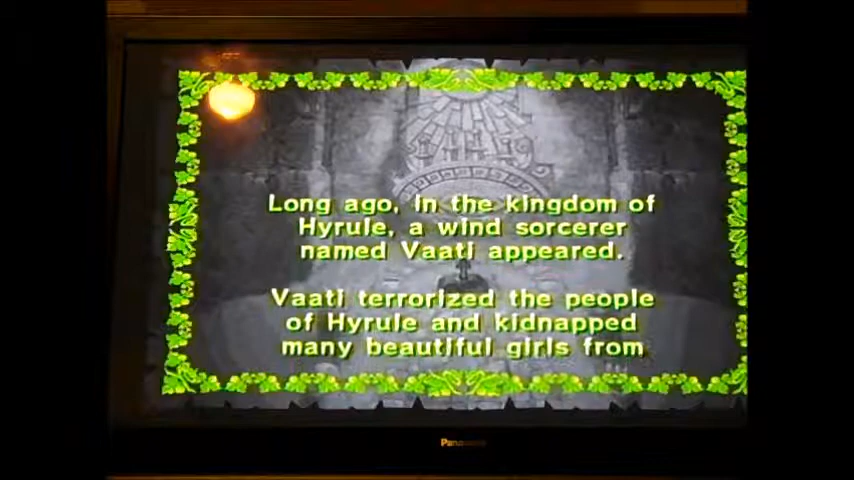 Long ago, in the kingdom of
Hyrule, a wind sorcerer
named Vaati appeared.
Vaati terrorized the people
of Hyrule and kidnapped
many beautiful girls from
Panasonic